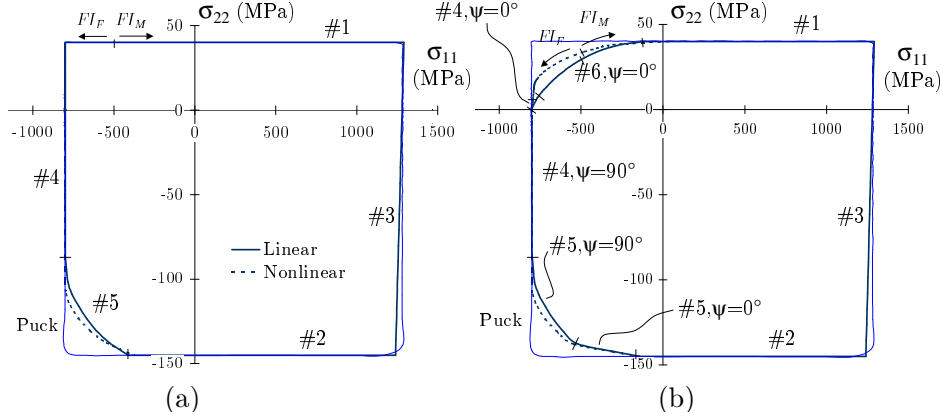 σ22 (MPa)
50
FI_F FI_M
#1
σ11
(MPa)
0
-1000 -500 0 500 1000 1500
#4
-50
#3
Linear
Nonlinear
-100
#5
Puck
#2
-150
(a)
#4,ψ=0°
σ22 (MPa)
50
FI_M
FI_F
#1
σ11
(MPa)
#6,ψ=0°
0
-1000 -500 0 500 1000 1500
#4,ψ=90°
-50
#3
#5,ψ=90°
-100
#5,ψ=0°
Puck
#2
-150
(b)